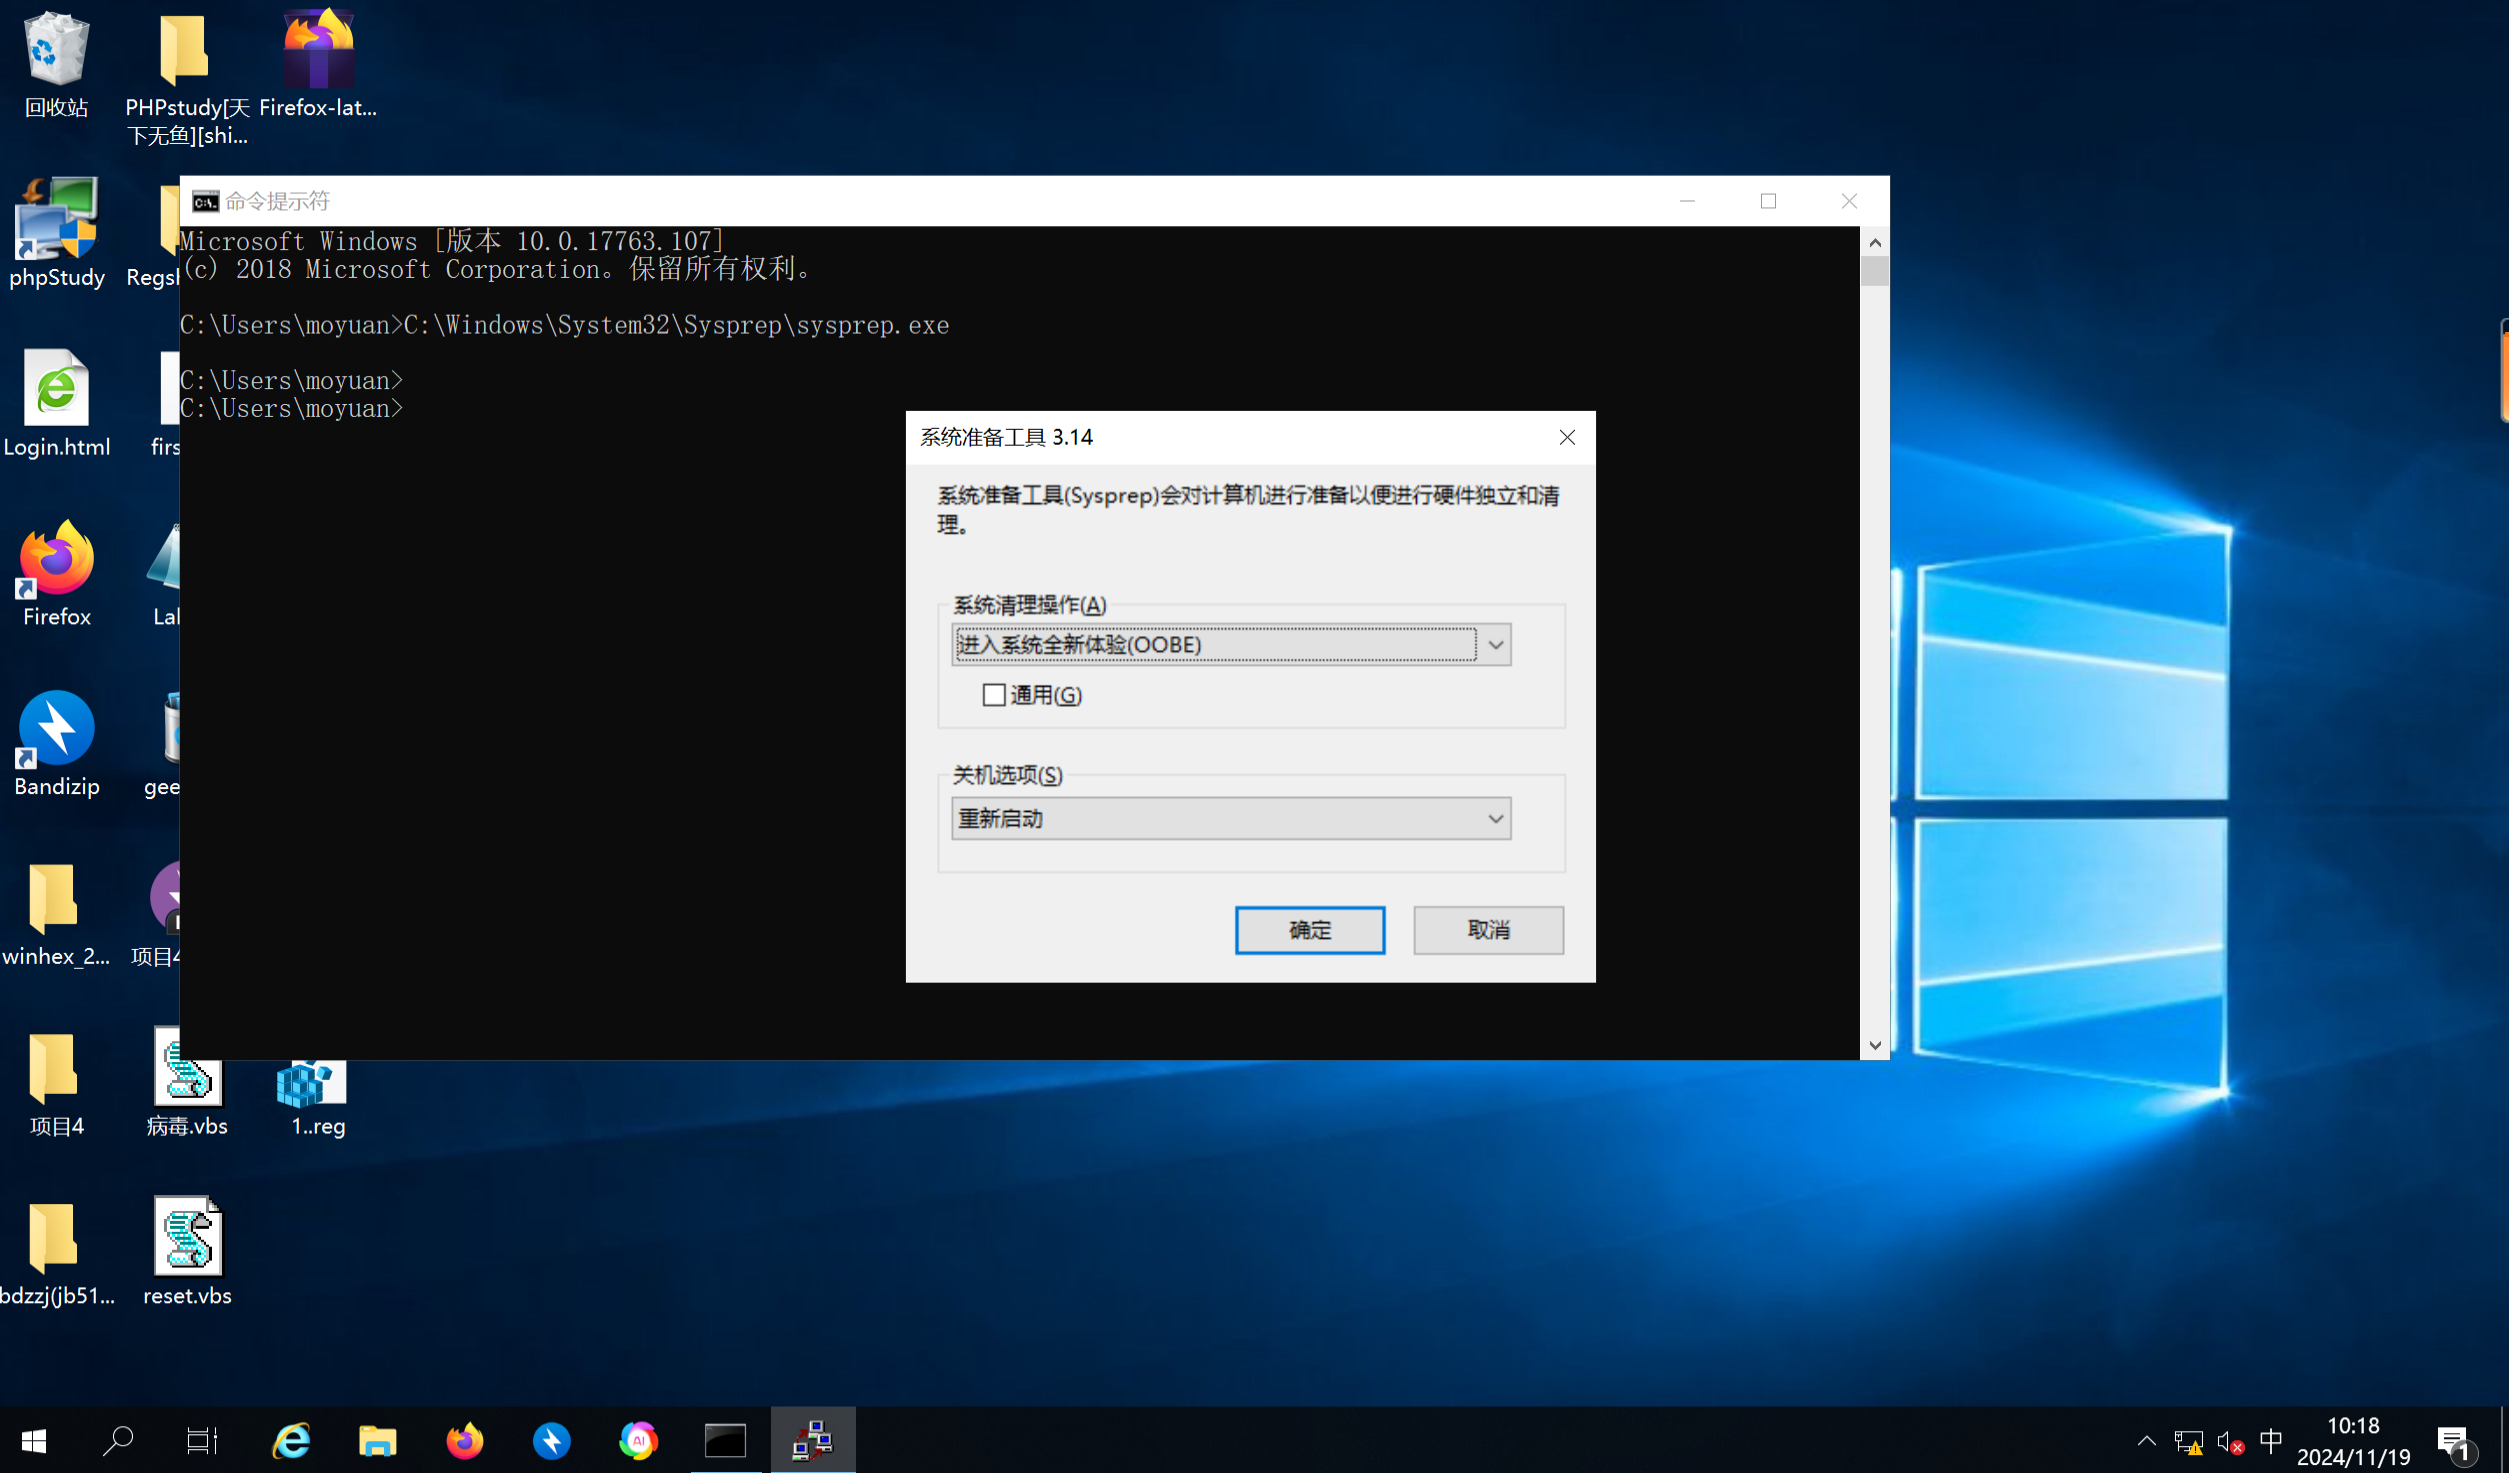 回收站
PHPstudy[天
下无鱼][shi...
Firefox-lat...
phpStudy
Regsh
Login.html
firs
Firefox
Lal
Bandizip
gee
winhex_2...
项目4
项目4
病毒.vbs
1..reg
bdzzj(jb51...
reset.vbs
命令提示符
Microsoft Windows [版本 10.0.17763.107]
(c) 2018 Microsoft Corporation。保留所有权利。
C:\Users\moyuan>C:\Windows\System32\Sysprep\sysprep.exe
C:\Users\moyuan>
C:\Users\moyuan>
系统准备工具 3.14
系统准备工具(Sysprep)会对计算机进行准备以便进行硬件独立和清
理。
系统清理操作(A)
进入系统全新体验(OOBE)
通用(G)
关机选项(S)
重新启动
确定
取消
AI
中
10:18
2024/11/19
1